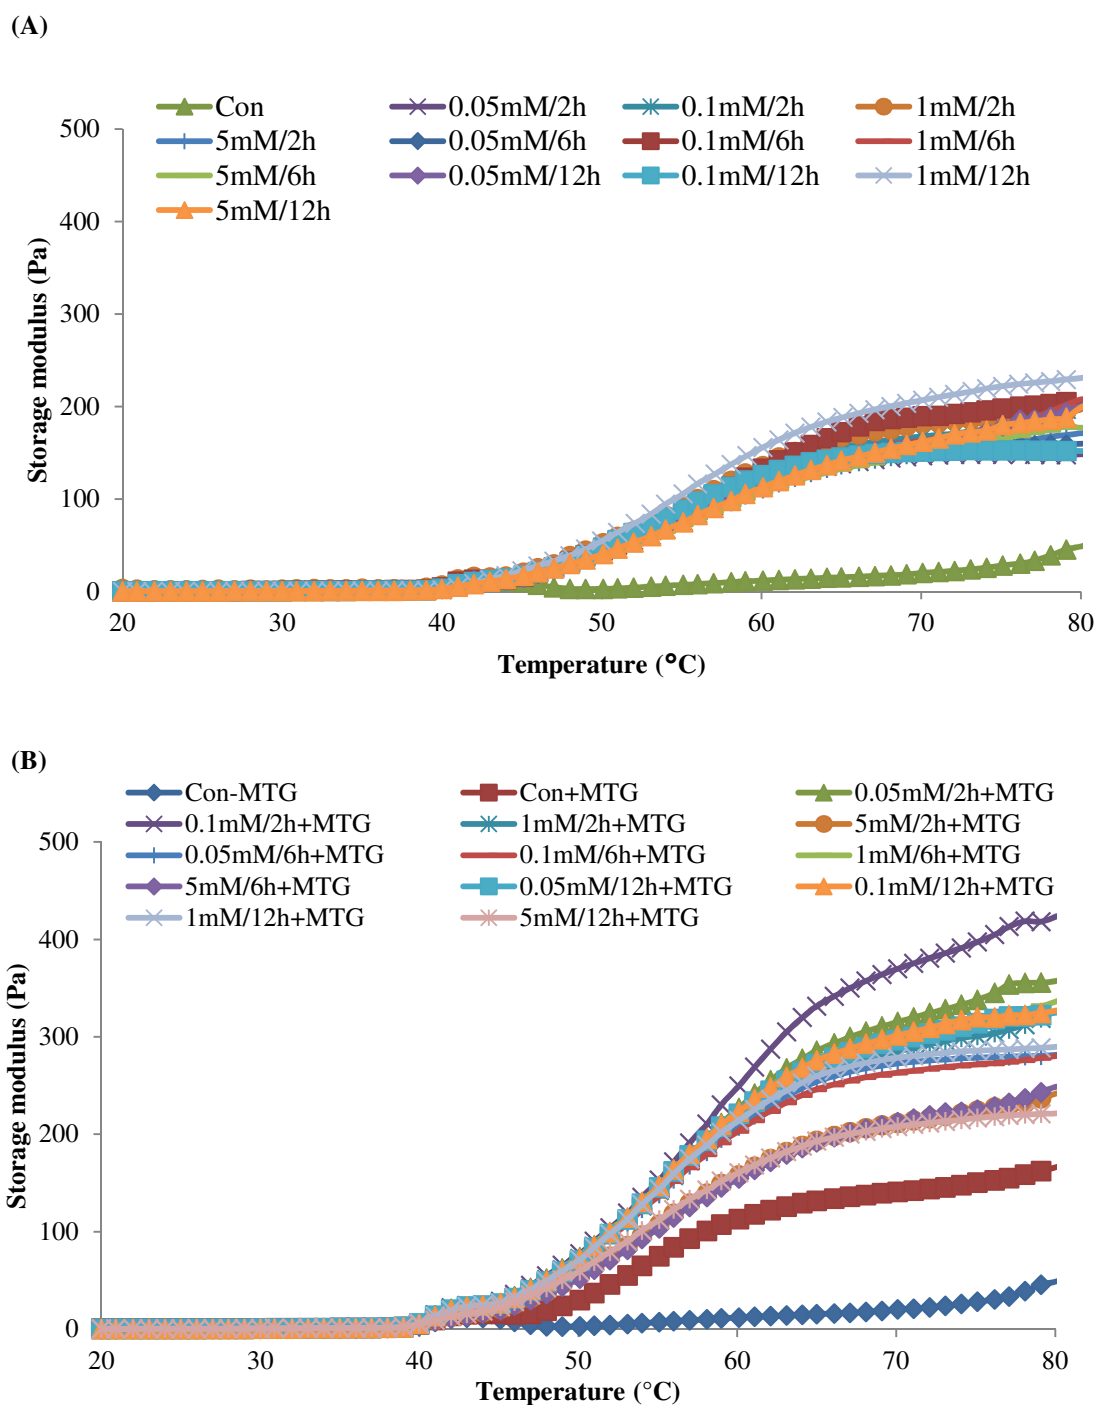 (A)
Con 0.05mM/2h 0.1mM/2h 1mM/2h
5mM/2h 0.05mM/6h 0.1mM/6h 1mM/6h
5mM/6h 0.05mM/12h 0.1mM/12h 1mM/12h
5mM/12h
500
400
300
200
100
0
Storage modulus (Pa)
20 30 40 50 60 70 80
Temperature (°C)
(B)
Con-MTG Con+MTG 0.05mM/2h+MTG
0.1mM/2h+MTG 1mM/2h+MTG 5mM/2h+MTG
0.05mM/6h+MTG 0.1mM/6h+MTG 1mM/6h+MTG
5mM/6h+MTG 0.05mM/12h+MTG 0.1mM/12h+MTG
1mM/12h+MTG 5mM/12h+MTG
500
400
300
200
100
0
Storage modulus (Pa)
20 30 40 50 60 70 80
Temperature (°C)